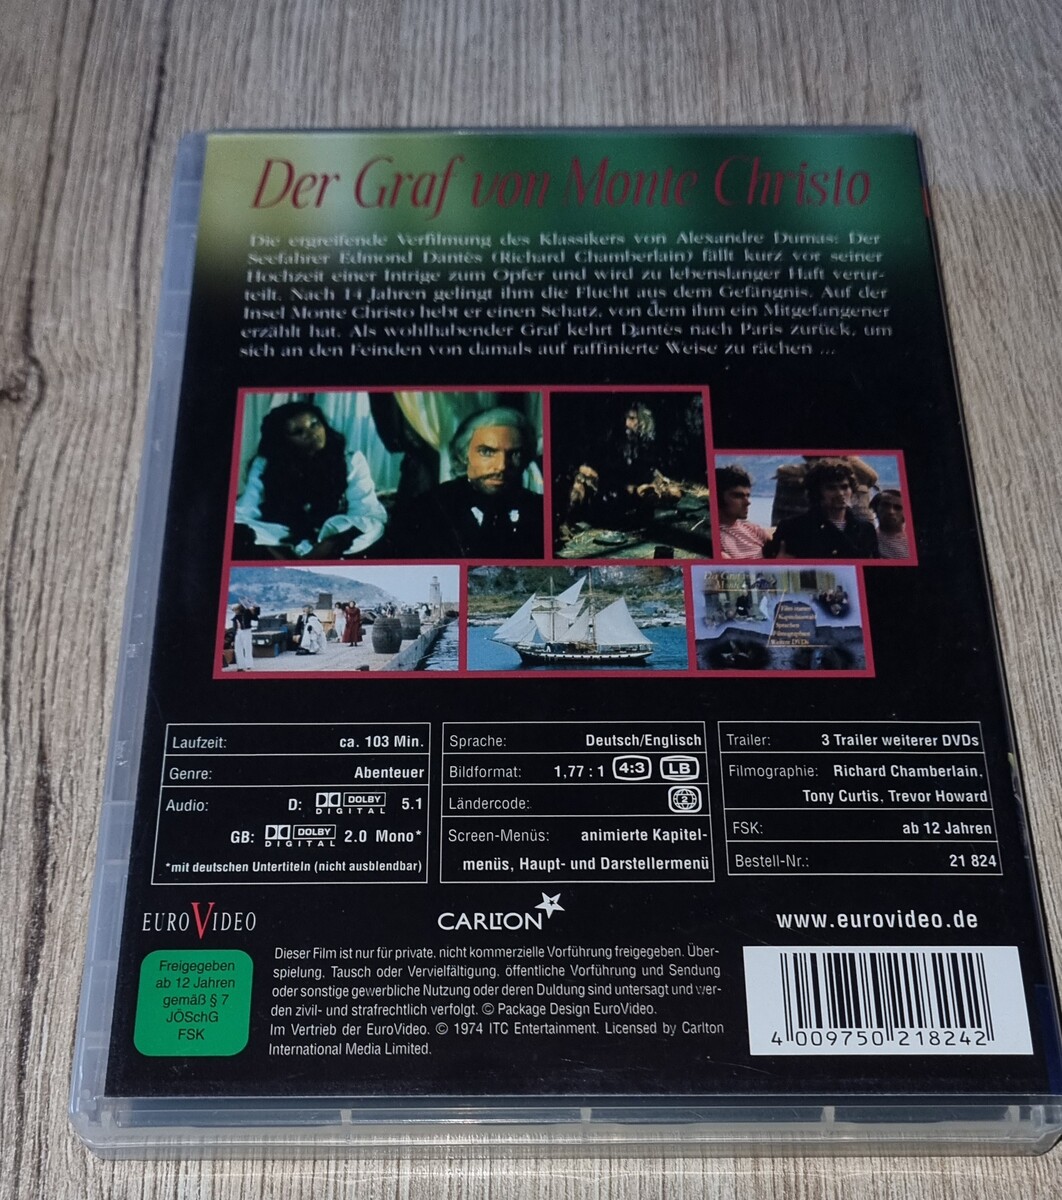 Der Graf von Monte Christo
Die ergreifende Verfilmung des Klassikers von Alexandre Dumas: Der
Seefahrer Edmond Dantès (Richard Chamberlain) fällt kurz vor seiner
Hochzeit einer Intrige zum Opfer und wird zu lebenslanger Haft verur-
teilt. Nach 14 Jahren gelingt ihm die Flucht aus dem Gefängnis. Auf der
Insel Monte Christo hebt er einen Schatz, von dem ihm ein Mitgefangener
erzählt hat. Als wohlhabender Graf kehrt Dantès nach Paris zurück, um
sich an den Feinden von damals auf raffinierte Weise zu rächen ...
Film starten
Kapitelauswahl
Sprachen
Filmographien
Weitere DVDs
Laufzeit: ca. 103 Min.
Genre: Abenteuer
Audio: D: DOLBY DIGITAL 5.1
GB: DOLBY DIGITAL 2.0 Mono*
*mit deutschen Untertiteln (nicht ausblendbar)
Sprache: Deutsch/Englisch
Bildformat: 1,77 : 1 4:3 LB
Ländercode: 2
Screen-Menüs: animierte Kapitel-
menüs, Haupt- und Darstellermenü
Trailer: 3 Trailer weiterer DVDs
Filmographie: Richard Chamberlain,
Tony Curtis, Trevor Howard
FSK: ab 12 Jahren
Bestell-Nr.: 21 824
EUROVIDEO
CARLTON
www.eurovideo.de
Freigegeben
ab 12 Jahren
gemäß § 7
JÖSchG
FSK
Dieser Film ist nur für private, nicht kommerzielle Vorführung freigegeben. Über-
spielung, Tausch oder Vervielfältigung, öffentliche Vorführung und Sendung
oder sonstige gewerbliche Nutzung oder deren Duldung sind untersagt und wer-
den zivil- und strafrechtlich verfolgt. © Package Design EuroVideo.
Im Vertrieb der EuroVideo. © 1974 ITC Entertainment. Licensed by Carlton
International Media Limited.
4 009750 218242